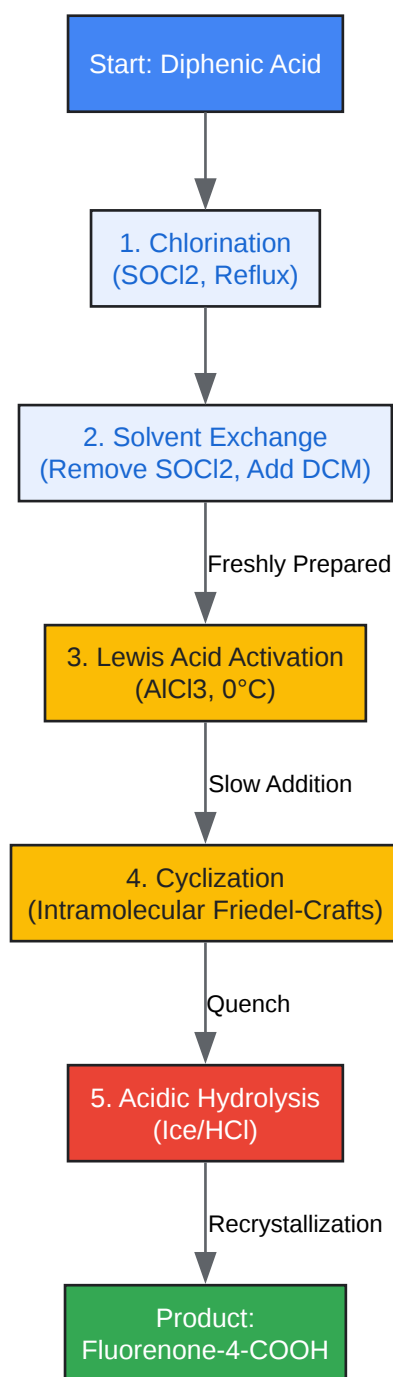 Start: Diphenic Acid
1. Chlorination
(SOCl2, Reflux)
2. Solvent Exchange
(Remove SOCl2, Add DCM)
Freshly Prepared
3. Lewis Acid Activation
(AlCl3, 0°C)
Slow Addition
4. Cyclization
(Intramolecular Friedel-Crafts)
Quench
5. Acidic Hydrolysis
(Ice/HCl)
Recrystallization
Product:
Fluorenone-4-COOH